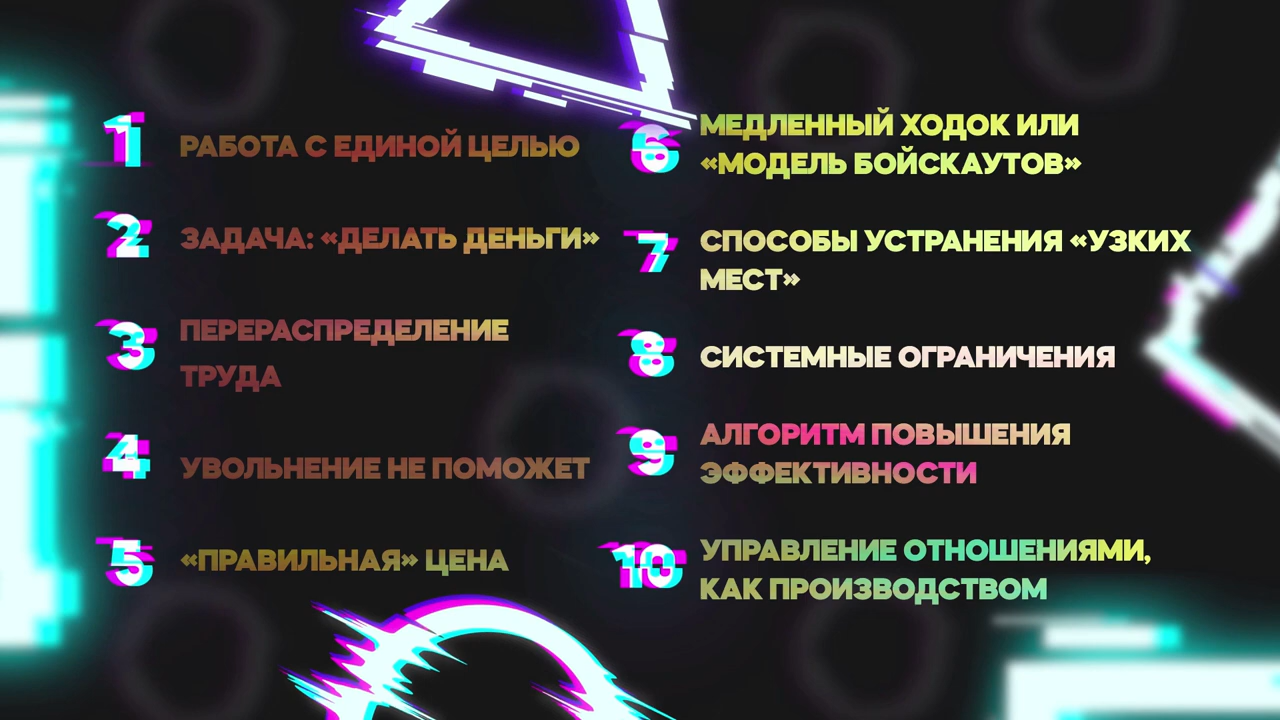 1
РАБОТА С ЕДИНОЙ ЦЕЛЬЮ
2
ЗАДАЧА: «ДЕЛАТЬ ДЕНЬГИ»
3
ПЕРЕРАСПРЕДЕЛЕНИЕ
ТРУДА
4
УВОЛЬНЕНИЕ НЕ ПОМОЖЕТ
5
«ПРАВИЛЬНАЯ» ЦЕНА
6
МЕДЛЕННЫЙ ХОДОК ИЛИ
«МОДЕЛЬ БОЙСКАУТОВ»
7
СПОСОБЫ УСТРАНЕНИЯ «УЗКИХ
МЕСТ»
8
СИСТЕМНЫЕ ОГРАНИЧЕНИЯ
9
АЛГОРИТМ ПОВЫШЕНИЯ
ЭФФЕКТИВНОСТИ
10
УПРАВЛЕНИЕ ОТНОШЕНИЯМИ,
КАК ПРОИЗВОДСТВОМ